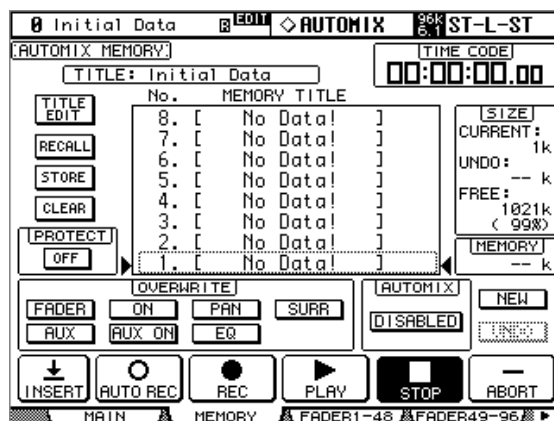 0 Initial Data B EDIT ◇AUTOMIX 96k 6.1 ST-L-ST
AUTOMIX MEMORY
TIME CODE
00:00:00.00
TITLE: Initial Data
No. MEMORY TITLE
8. [ No Data! ]
7. [ No Data! ]
6. [ No Data! ]
5. [ No Data! ]
4. [ No Data! ]
3. [ No Data! ]
2. [ No Data! ]
1. [ No Data! ]
TITLE EDIT
RECALL
STORE
CLEAR
PROTECT
OFF
SIZE
CURRENT:
1k
UNDO:
-- k
FREE:
1021k
( 99%)
MEMORY
-- k
OVERWRITE
FADER ON PAN SURR
AUX AUX ON EQ
AUTOMIX
DISABLED
NEW
UNDO
INSERT AUTO REC REC PLAY STOP ABORT
MAIN MEMORY FADER1-48 FADER49-96